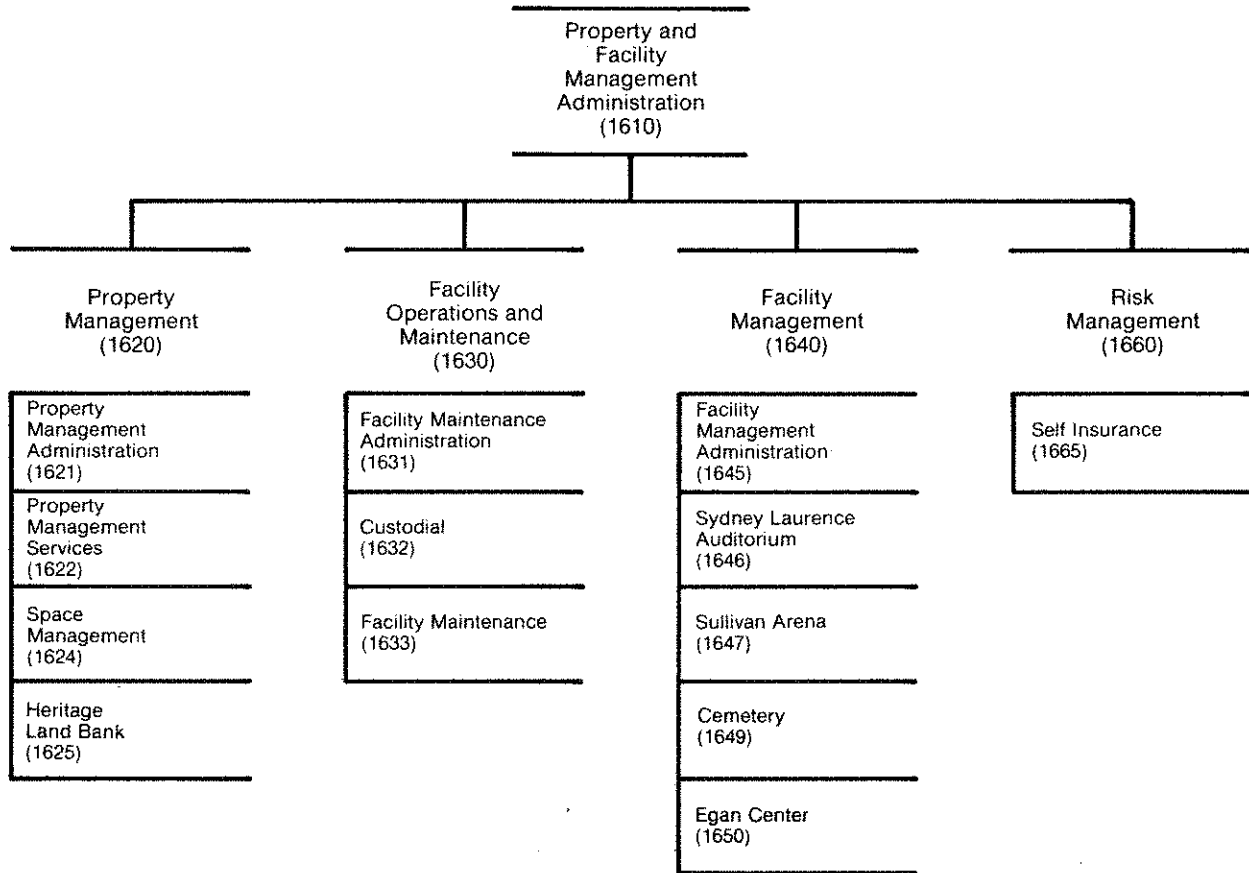 Property and
Facility
Management
Administration
(1610)
Property
Management
(1620)
Facility
Operations and
Maintenance
(1630)
Facility
Management
(1640)
Risk
Management
(1660)
Property
Management
Administration
(1621)
Property
Management
Services
(1622)
Space
Management
(1624)
Heritage
Land Bank
(1625)
Facility Maintenance
Administration
(1631)
Custodial
(1632)
Facility Maintenance
(1633)
Facility
Management
Administration
(1645)
Sydney Laurence
Auditorium
(1646)
Sullivan Arena
(1647)
Cemetery
(1649)
Egan Center
(1650)
Self Insurance
(1665)